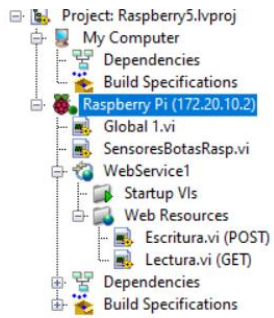 Project: Raspberry5.lvproj
My Computer
Dependencies
Build Specifications
Raspberry Pi (172.20.10.2)
Global 1.vi
SensoresBotasRasp.vi
WebService1
Startup VIs
Web Resources
Escritura.vi (POST)
Lectura.vi (GET)
Dependencies
Build Specifications